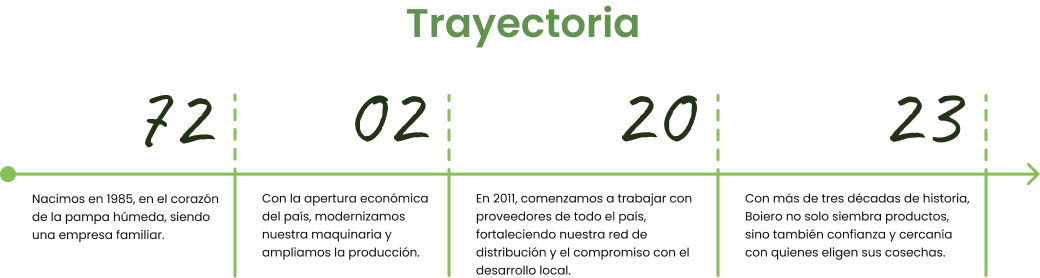 Trayectoria
72
02
20
23
Nacimos en 1985, en el corazón
de la pampa húmeda, siendo
una empresa familiar.
Con la apertura económica
del país, modernizamos
nuestra maquinaria y
ampliamos la producción.
En 2011, comenzamos a trabajar con
proveedores de todo el país,
fortaleciendo nuestra red de
distribución y el compromiso con el
desarrollo local.
Con más de tres décadas de historia,
Boiero no solo siembra productos,
sino también confianza y cercanía
con quienes eligen sus cosechas.